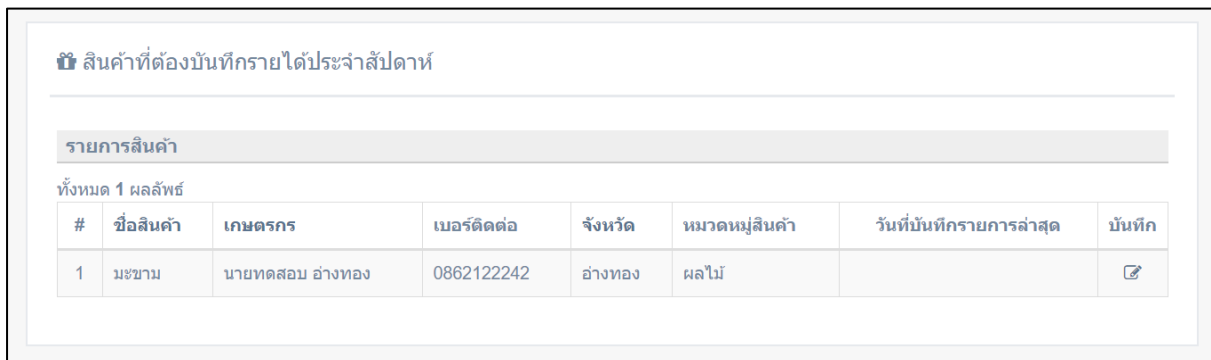 สินค้าที่ต้องบันทึกรายได้ประจำสัปดาห์
รายการสินค้า
ทั้งหมด 1 ผลลัพธ์
# ชื่อสินค้า เกษตรกร เบอร์ติดต่อ จังหวัด หมวดหมู่สินค้า วันที่บันทึกรายการล่าสุด บันทึก
1 มะขาม นายทดสอบ อ่างทอง 0862122242 อ่างทอง ผลไม้